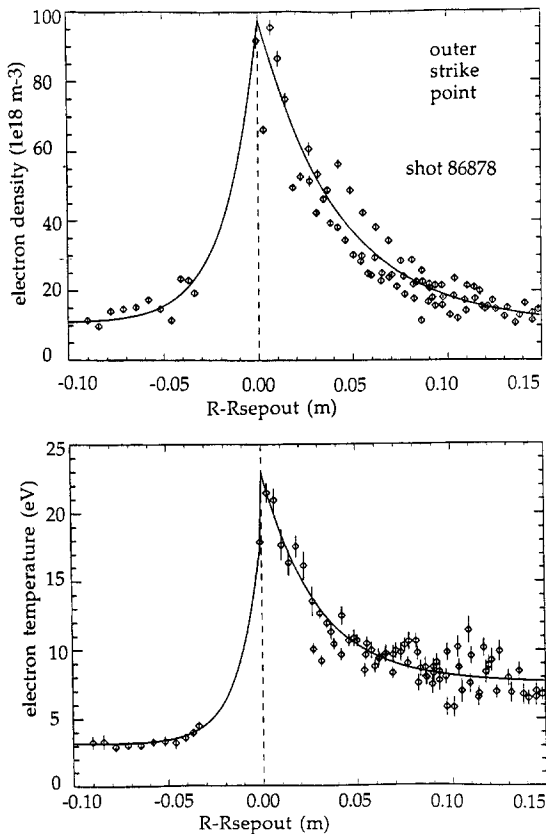 100
80
60
40
20
0
electron density (1e18 m-3)
outer
strike
point
shot 86878
-0.10 -0.05 0.00 0.05 0.10 0.15
R-Rsepout (m)
25
20
15
10
5
0
electron temperature (eV)
-0.10 -0.05 0.00 0.05 0.10 0.15
R-Rsepout (m)